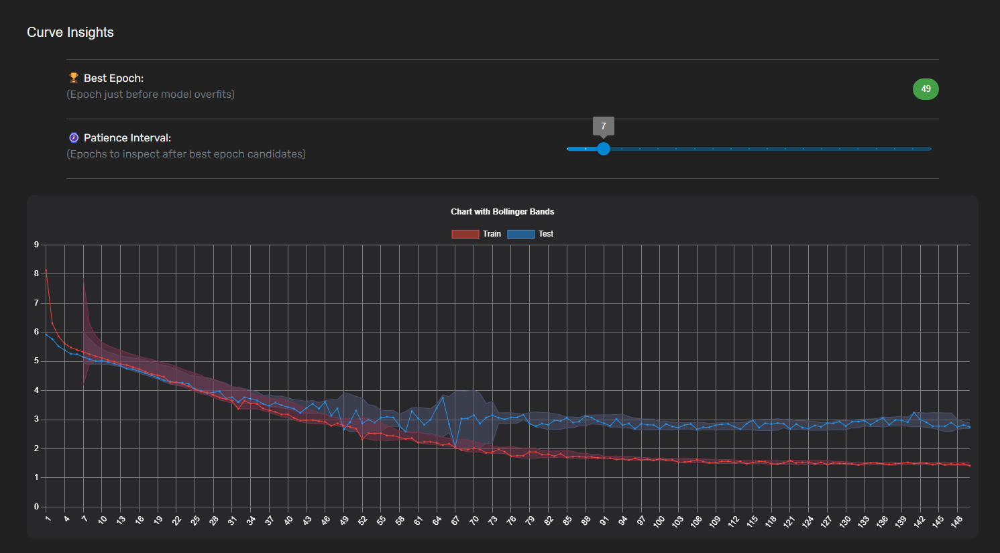 Curve Insights
Best Epoch:
(Epoch just before model overfits)
49
7
Patience Interval:
(Epochs to inspect after best epoch candidates)
Chart with Bollinger Bands
Train Test
9
8
7
6
5
4
3
2
1
0
1 4 7 10 13 16 19 22 25 28 31 34 37 40 43 46 49 52 55 58 61 64 67 70 73 76 79 82 85 88 91 94 97 100 103 106 109 112 115 118 121 124 127 130 133 136 139 142 145 148